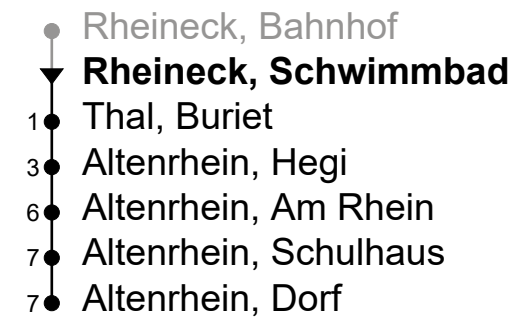 Rheineck, Bahnhof
Rheineck, Schwimmbad
1 Thal, Buriet
3 Altenrhein, Hegi
6 Altenrhein, Am Rhein
7 Altenrhein, Schulhaus
7 Altenrhein, Dorf